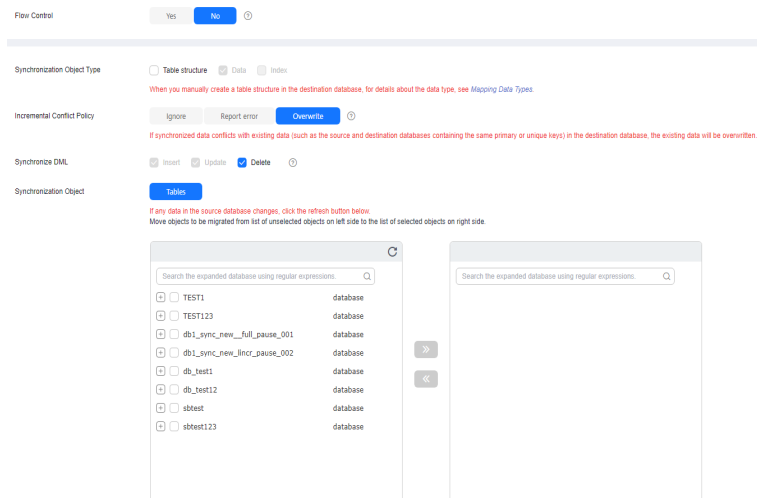 Flow Control Yes No
Synchronization Object Type Table structure Data Index
When you manually create a table structure in the destination database, for details about the data type, see Mapping Data Types.
Incremental Conflict Policy Ignore Report error Overwrite
If synchronized data conflicts with existing data (such as the source and destination databases containing the same primary or unique keys) in the destination database, the existing data will be overwritten.
Synchronize DML Insert Update Delete
Synchronization Object Tables
If any data in the source database changes, click the refresh button below.
Move objects to be migrated from list of unselected objects on left side to the list of selected objects on right side.
Search the expanded database using regular expressions. Search the expanded database using regular expressions.
TEST1 database
TEST123 database
db1_sync_new__full_pause_001 database
db1_sync_new_lincr_pause_002 database
db_test1 database
db_test12 database
sbtest database
sbtest123 database